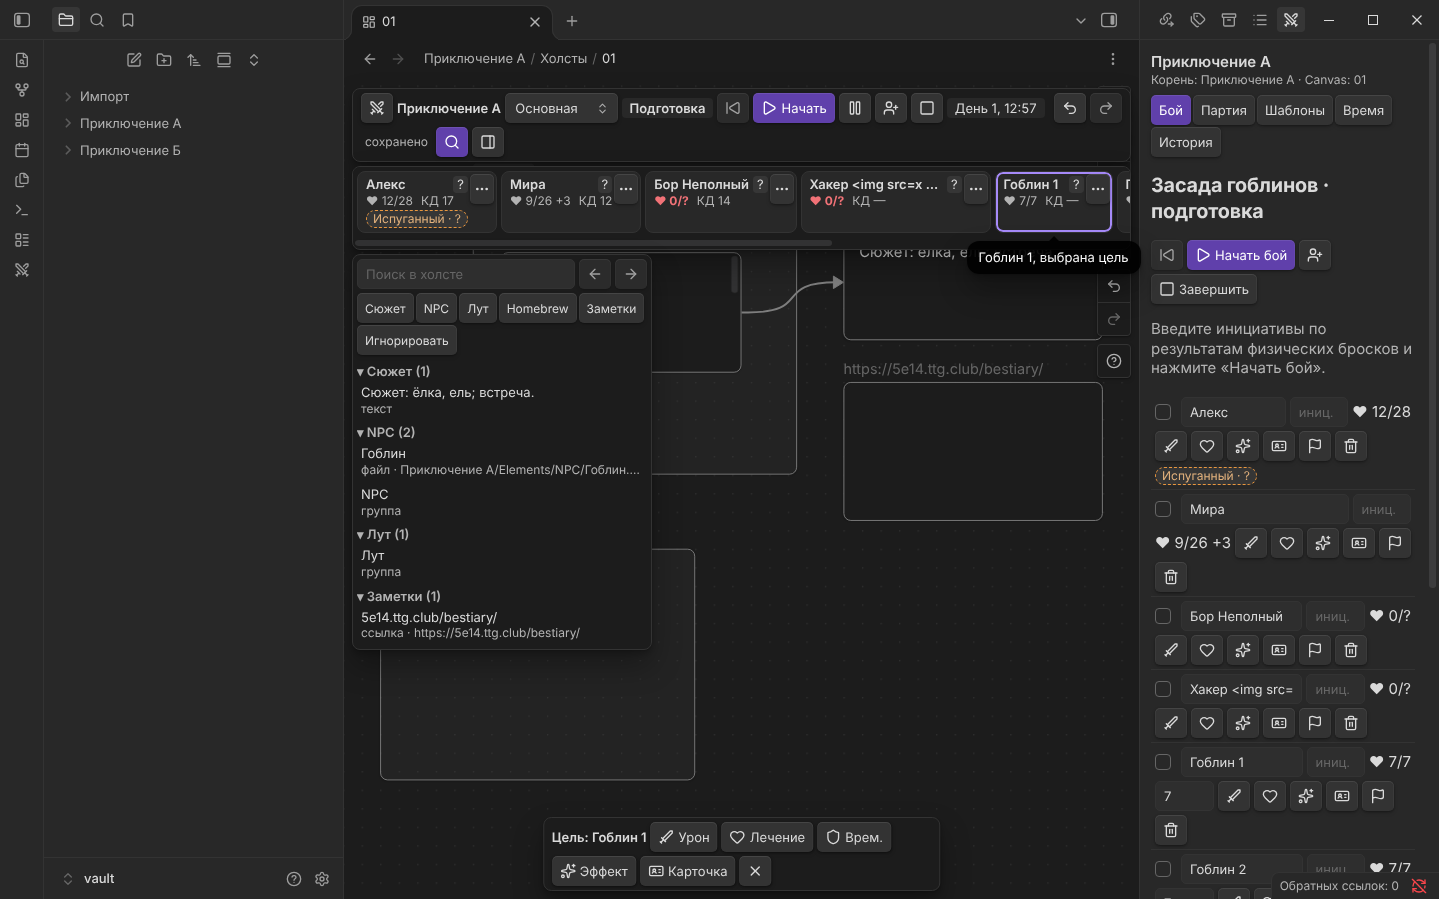 01
Импорт
Приключение А
Приключение Б
vault
Приключение А / Холсты / 01
Приключение А Основная Подготовка Начать День 1, 12:57
сохранено
Алекс ? ...
12/28 КД 17
Испуганный · ?
Мира ? ...
9/26 +3 КД 12
Бор Неполный ? ...
0/? КД 14
Хакер <img src=x ... ? ...
0/? КД —
Гоблин 1 ? ...
7/7 КД —
Гоблин 1, выбрана цель
Сюжет: ёлка, е
https://5e14.ttg.club/bestiary/
Поиск в холсте
Сюжет NPC Лут Homebrew Заметки
Игнорировать
▾ Сюжет (1)
Сюжет: ёлка, ель; встреча.
текст
▾ NPC (2)
Гоблин
файл · Приключение А/Elements/NPC/Гоблин....
NPC
группа
▾ Лут (1)
Лут
группа
▾ Заметки (1)
5e14.ttg.club/bestiary/
ссылка · https://5e14.ttg.club/bestiary/
Цель: Гоблин 1 Урон Лечение Врем.
Эффект Карточка
Приключение А
Корень: Приключение А · Canvas: 01
Бой Партия Шаблоны Время
История
Засада гоблинов ·
подготовка
Начать бой
Завершить
Введите инициативы по
результатам физических бросков и
нажмите «Начать бой».
Алекс иниц. 12/28
Испуганный · ?
Мира иниц.
9/26 +3
Бор Неполный иниц. 0/?
Хакер <img src= иниц. 0/?
Гоблин 1 иниц. 7/7
7
Гоблин 2 иниц. 7/7
Обратных ссылок: 0